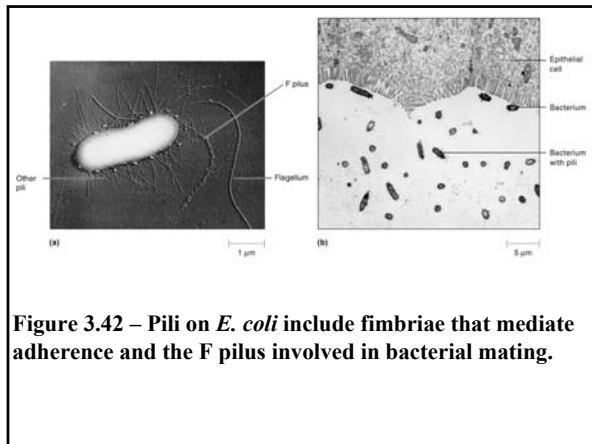 F pilus
Other
pili
Flagellum
(a)
1 µm
Epithelial
cell
Bacterium
Bacterium
with pili
(b)
5 µm
Figure 3.42 – Pili on E. coli include fimbriae that mediate
adherence and the F pilus involved in bacterial mating.